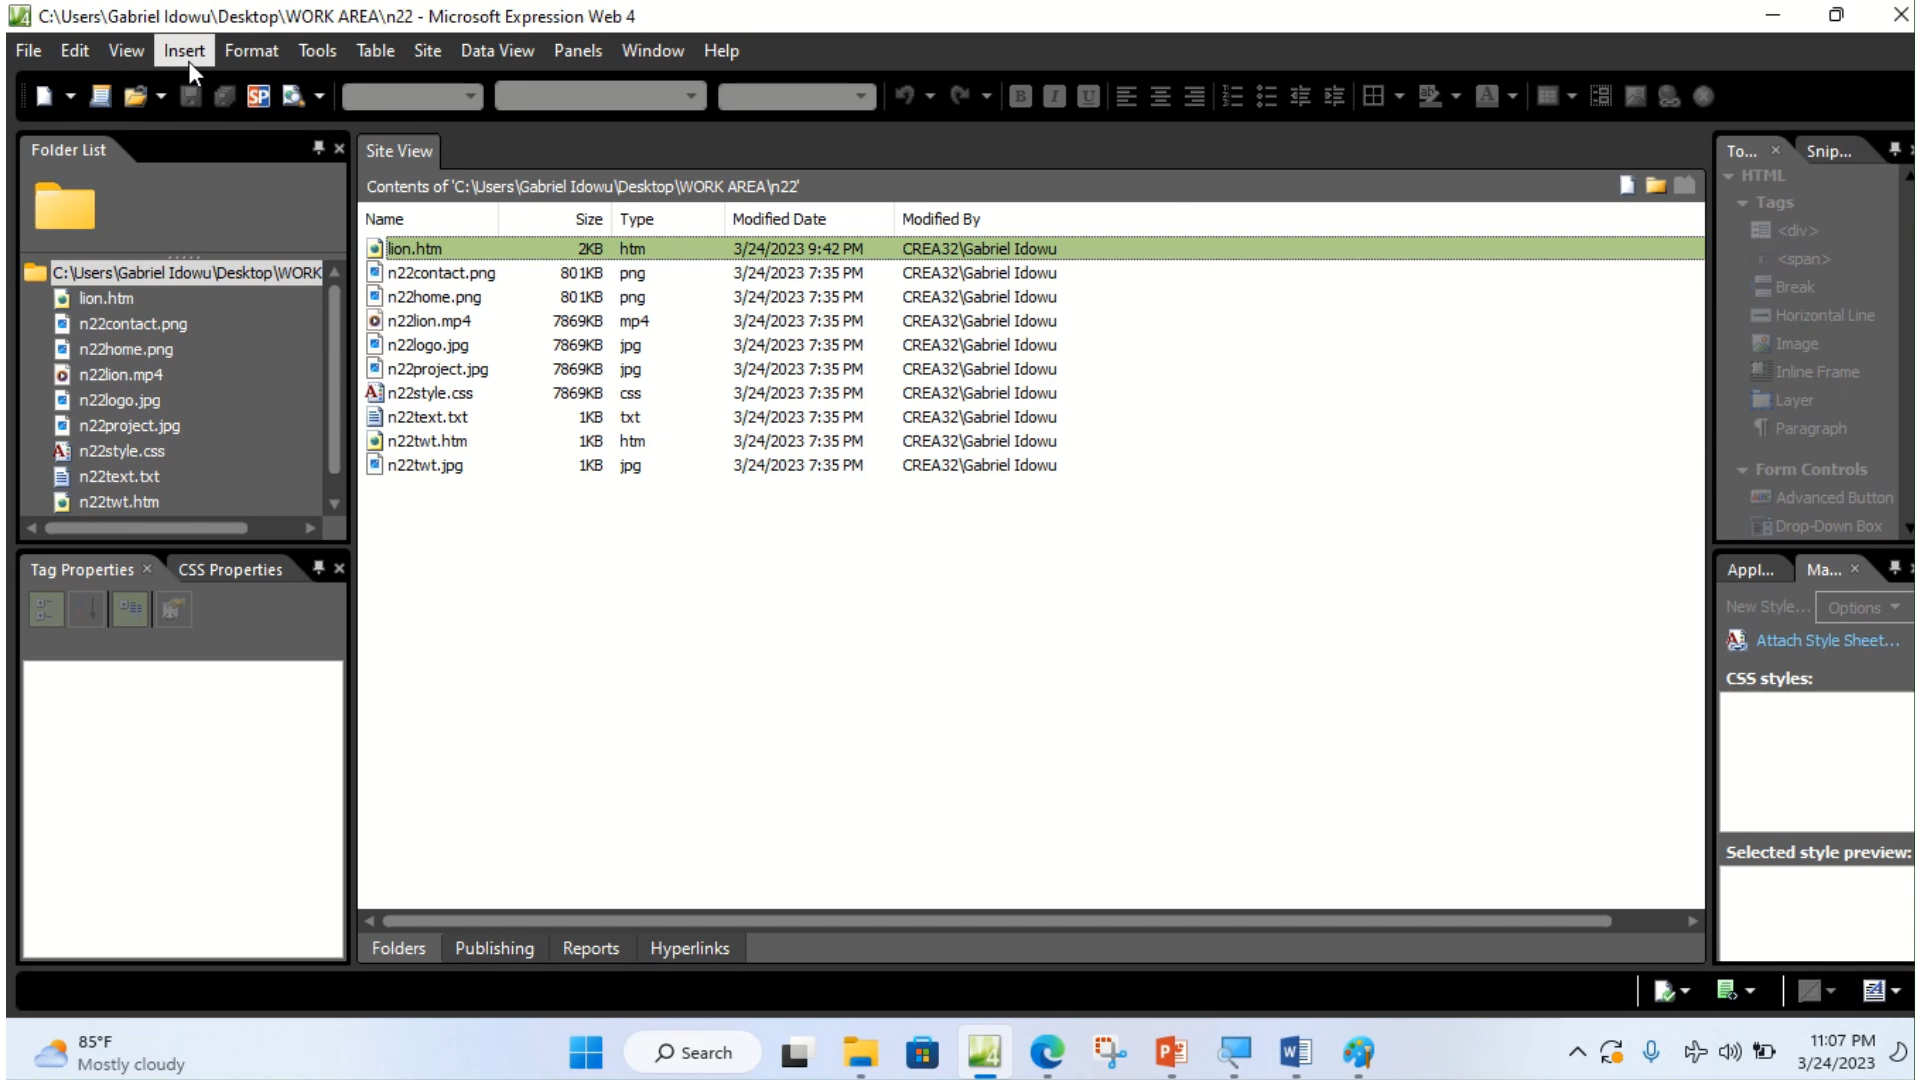 C:\Users\Gabriel Idowu\Desktop\WORK AREA\n22 - Microsoft Expression Web 4
File Edit View Insert Format Tools Table Site Data View Panels Window Help
Folder List
C:\Users\Gabriel Idowu\Desktop\WORK
lion.htm
n22contact.png
n22home.png
n22lion.mp4
n22logo.jpg
n22project.jpg
n22style.css
n22text.txt
n22twt.htm
Tag Properties CSS Properties
Site View
Contents of 'C:\Users\Gabriel Idowu\Desktop\WORK AREA\n22'
Name Size Type Modified Date Modified By
lion.htm 2KB htm 3/24/2023 9:42 PM CREA32\Gabriel Idowu
n22contact.png 801KB png 3/24/2023 7:35 PM CREA32\Gabriel Idowu
n22home.png 801KB png 3/24/2023 7:35 PM CREA32\Gabriel Idowu
n22lion.mp4 7869KB mp4 3/24/2023 7:35 PM CREA32\Gabriel Idowu
n22logo.jpg 7869KB jpg 3/24/2023 7:35 PM CREA32\Gabriel Idowu
n22project.jpg 7869KB jpg 3/24/2023 7:35 PM CREA32\Gabriel Idowu
n22style.css 7869KB css 3/24/2023 7:35 PM CREA32\Gabriel Idowu
n22text.txt 1KB txt 3/24/2023 7:35 PM CREA32\Gabriel Idowu
n22twt.htm 1KB htm 3/24/2023 7:35 PM CREA32\Gabriel Idowu
n22twt.jpg 1KB jpg 3/24/2023 7:35 PM CREA32\Gabriel Idowu
Folders Publishing Reports Hyperlinks
To... Snip...
HTML
Tags
<div>
<span>
Break
Horizontal Line
Image
Inline Frame
Layer
Paragraph
Form Controls
Advanced Button
Drop-Down Box
Appl... Ma...
New Style... Options
Attach Style Sheet...
CSS styles:
Selected style preview:
85°F
Mostly cloudy
Search
11:07 PM
3/24/2023